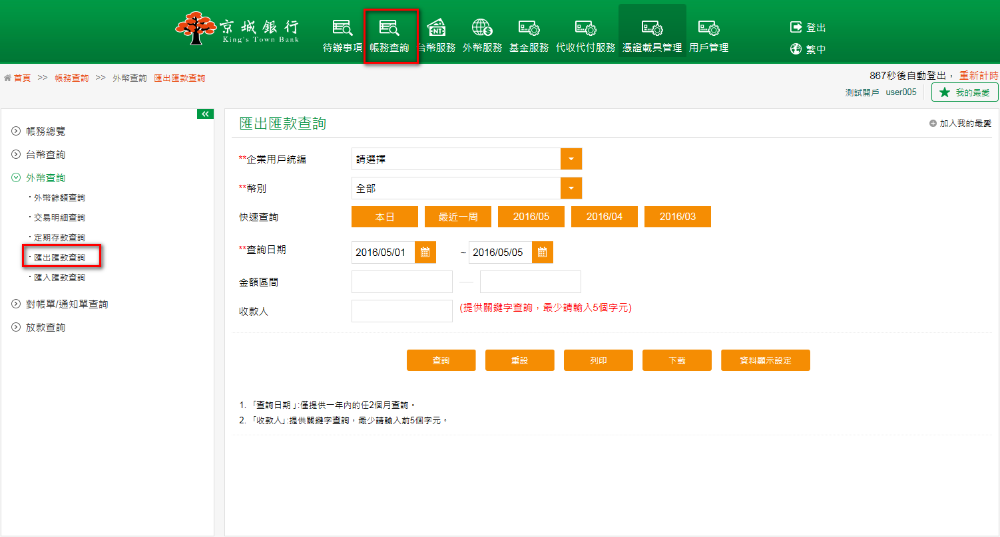 京城銀行
King's Town Bank
待辦事項 帳務查詢 台幣服務 外幣服務 基金服務 代收代付服務 憑證載具管理 用戶管理
登出
繁中
首頁 >> 帳務查詢 >> 外幣查詢 匯出匯款查詢
867秒後自動登出， 重新計時
測試開戶 user005 我的最愛
帳務總覽
台幣查詢
外幣查詢
外幣餘額查詢
交易明細查詢
定期存款查詢
匯出匯款查詢
匯入匯款查詢
對帳單/通知單查詢
放款查詢
匯出匯款查詢
加入我的最愛
**企業用戶統編 請選擇
**幣別 全部
快速查詢 本日 最近一周 2016/05 2016/04 2016/03
**查詢日期 2016/05/01 ~ 2016/05/05
金額區間
收款人 (提供關鍵字查詢，最少請輸入5個字元)
查詢 重設 列印 下載 資料顯示設定
1. 「查詢日期」:僅提供一年內的任2個月查詢。
2. 「收款人」:提供關鍵字查詢，最少請輸入前5個字元。